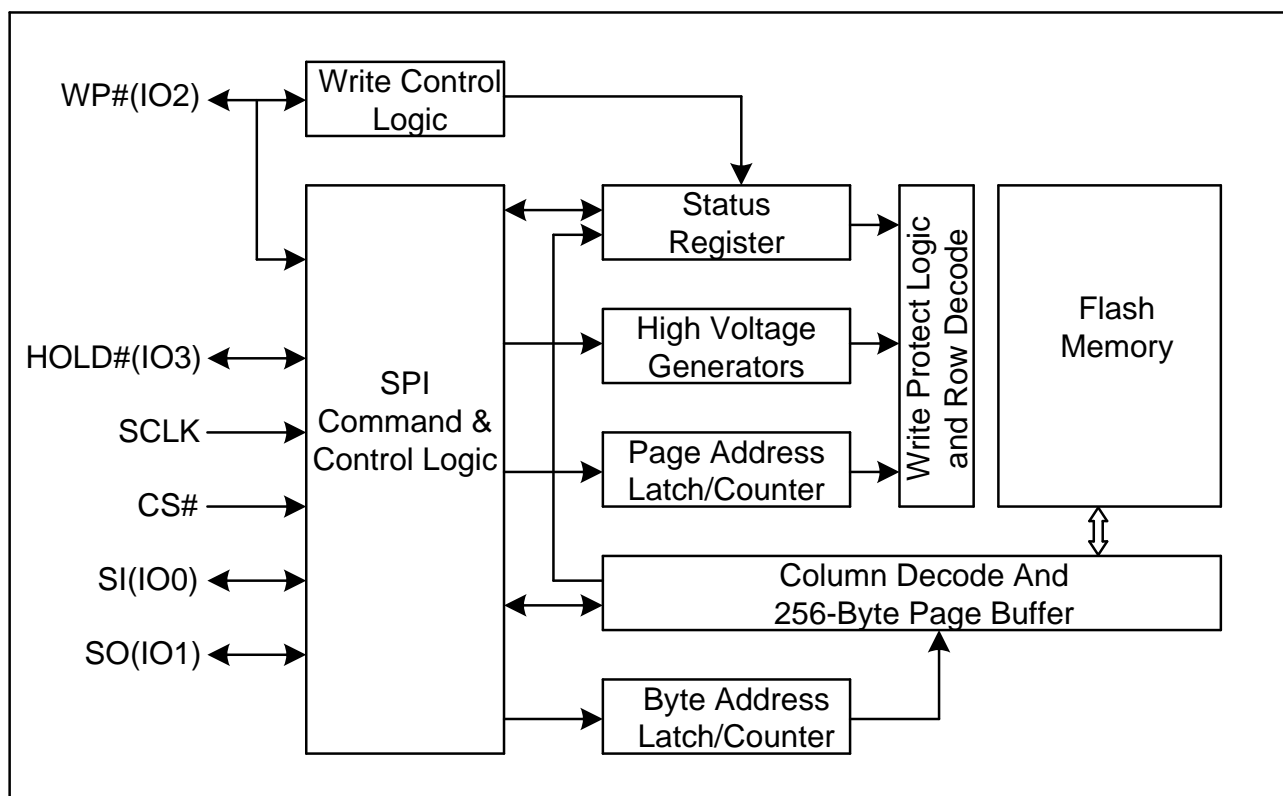 WP#(IO2)
Write Control
Logic
Status
Register
Write Protect Logic
and Row Decode
Flash
Memory
HOLD#(IO3)
High Voltage
Generators
SPI
Command &
Control Logic
SCLK
Page Address
Latch/Counter
CS#
SI(IO0)
Column Decode And
256-Byte Page Buffer
SO(IO1)
Byte Address
Latch/Counter